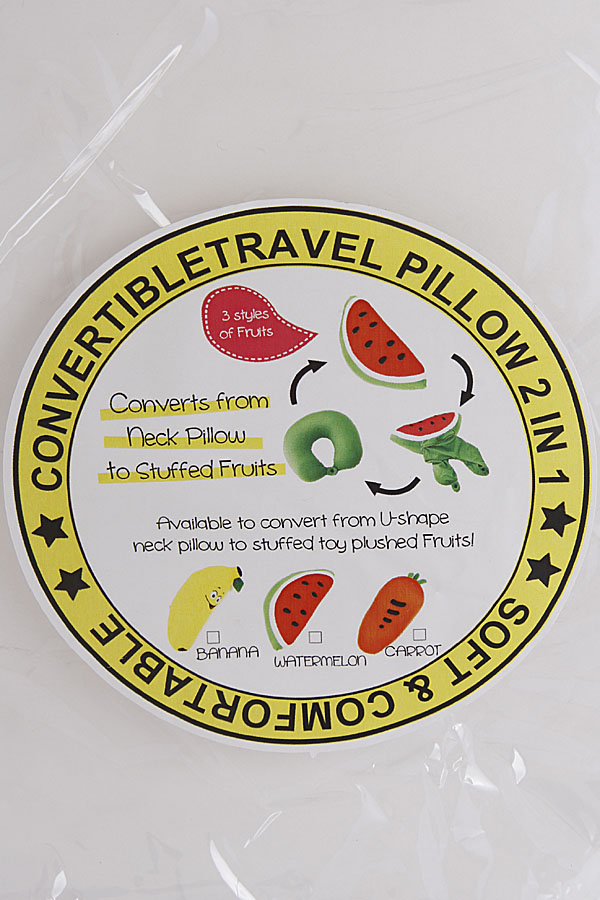 CONVERTIBLETRAVEL PILLOW 2 IN 1
3 styles
of Fruits
Converts from
Neck Pillow
to Stuffed Fruits
Available to convert from U-shape
neck pillow to stuffed toy plushed Fruits!
BANANA
WATERMELON
CARROT
SOFT & COMFORTABLE